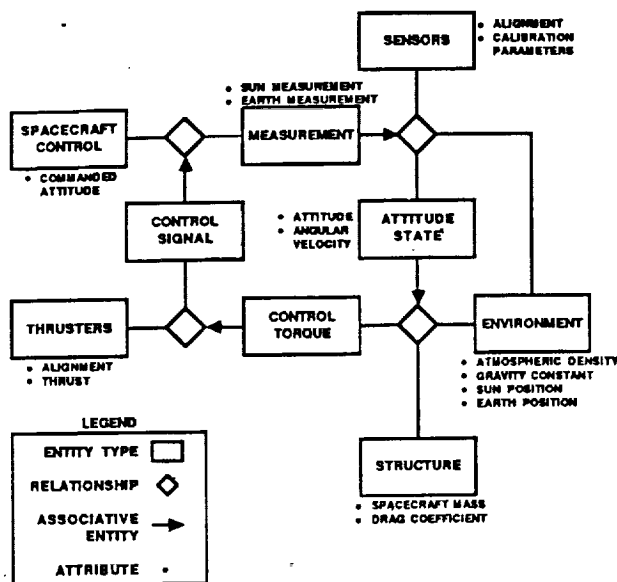 SENSORS
• ALIGNMENT
• CALIBRATION
PARAMETERS
• SUN MEASUREMENT
• EARTH MEASUREMENT
SPACECRAFT
CONTROL
MEASUREMENT
• COMMANDED
ATTITUDE
CONTROL
SIGNAL
• ATTITUDE
• ANGULAR
VELOCITY
ATTITUDE
STATE
THRUSTERS
CONTROL
TORQUE
ENVIRONMENT
• ALIGNMENT
• THRUST
• ATMOSPHERIC DENSITY
• GRAVITY CONSTANT
• SUN POSITION
• EARTH POSITION
LEGEND
ENTITY TYPE
RELATIONSHIP
ASSOCIATIVE
ENTITY
ATTRIBUTE •
STRUCTURE
• SPACECRAFT MASS
• DRAG COEFFICIENT